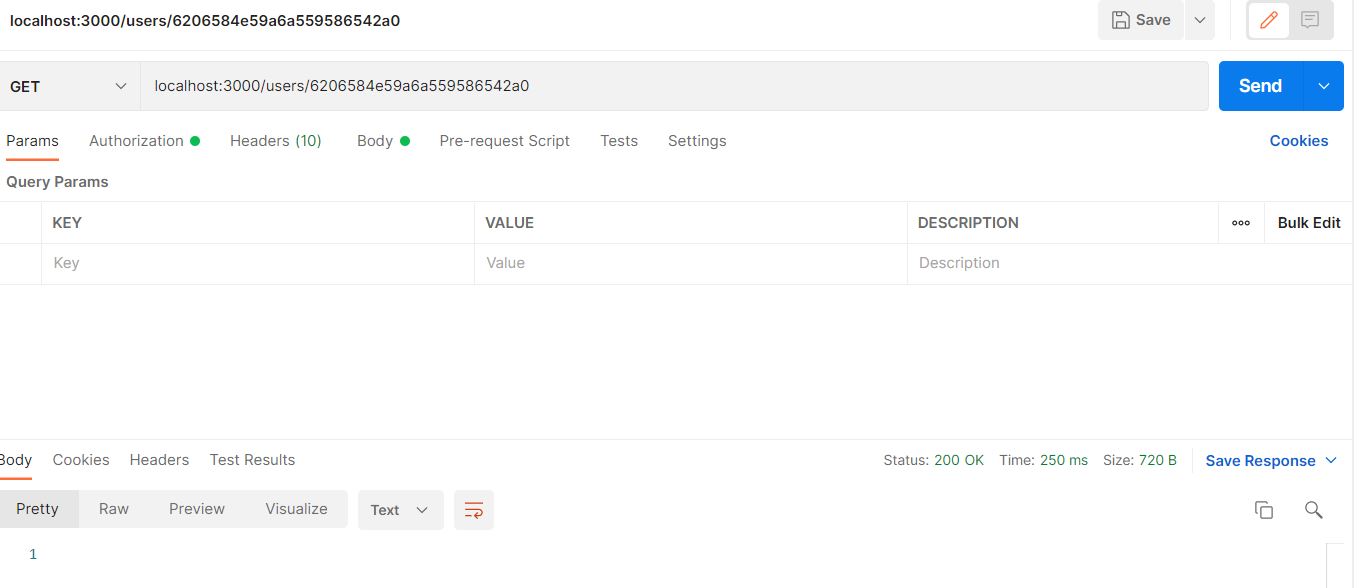 localhost:3000/users/6206584e59a6a559586542a0 Save
GET localhost:3000/users/6206584e59a6a559586542a0 Send
Params Authorization Headers (10) Body Pre-request Script Tests Settings Cookies
Query Params
KEY VALUE DESCRIPTION ooo Bulk Edit
Key Value Description
Body Cookies Headers Test Results Status: 200 OK Time: 250 ms Size: 720 B Save Response
Pretty Raw Preview Visualize Text
1